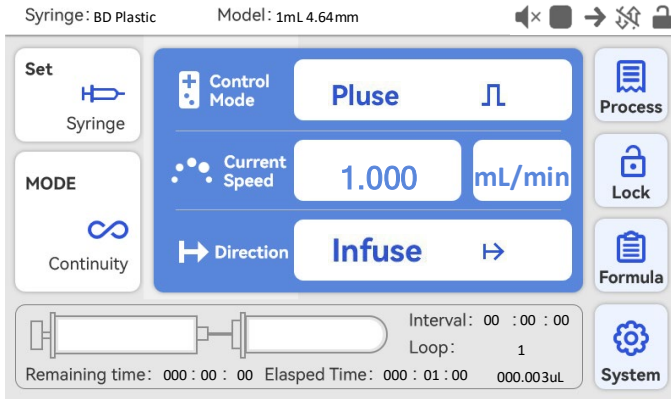 Syringe: BD Plastic Model: 1mL 4.64mm
Set
Syringe
MODE
Continuity
Control
Mode
Pluse
Current
Speed
1.000 mL/min
Direction
Infuse
Process
Lock
Formula
System
Interval: 00 :00 : 00
Loop: 1
Remaining time: 000 : 00 : 00 Elasped Time: 000 : 01 : 00 000.003uL